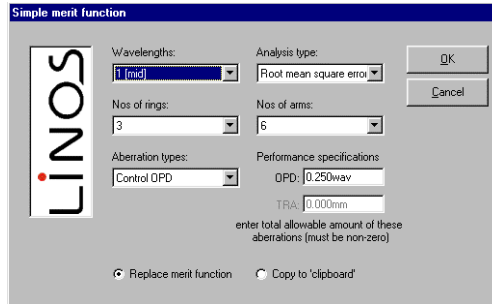 Simple merit function
LINOS
Wavelengths:
1 [mid]
Analysis type:
Root mean square error
OK
Cancel
Nos of rings:
3
Nos of arms:
6
Aberration types:
Control OPD
Performance specifications
OPD: 0.250wav
TRA: 0.000mm
enter total allowable amount of these
aberrations (must be non-zero)
Replace merit function
Copy to 'clipboard'